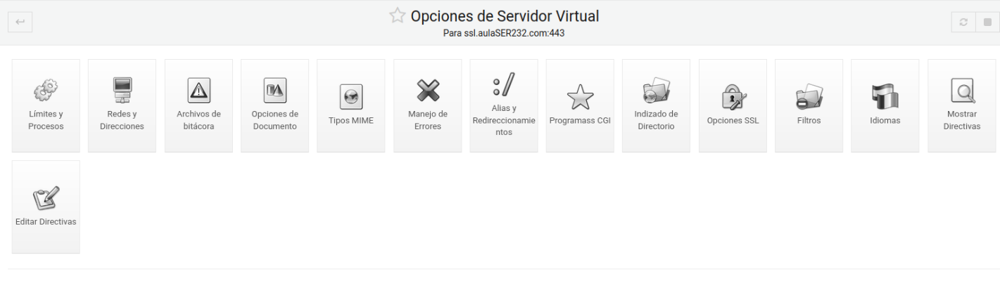 Opciones de Servidor Virtual
Para ssl.aulaSER232.com:443
Límites y
Procesos
Redes y
Direcciones
Archivos de
bitácora
Opciones de
Documento
Tipos MIME
Manejo de
Errores
Alias y
Redireccionamie
ntos
Programass CGI
Indizado de
Directorio
Opciones SSL
Filtros
Idiomas
Mostrar
Directivas
Editar Directivas